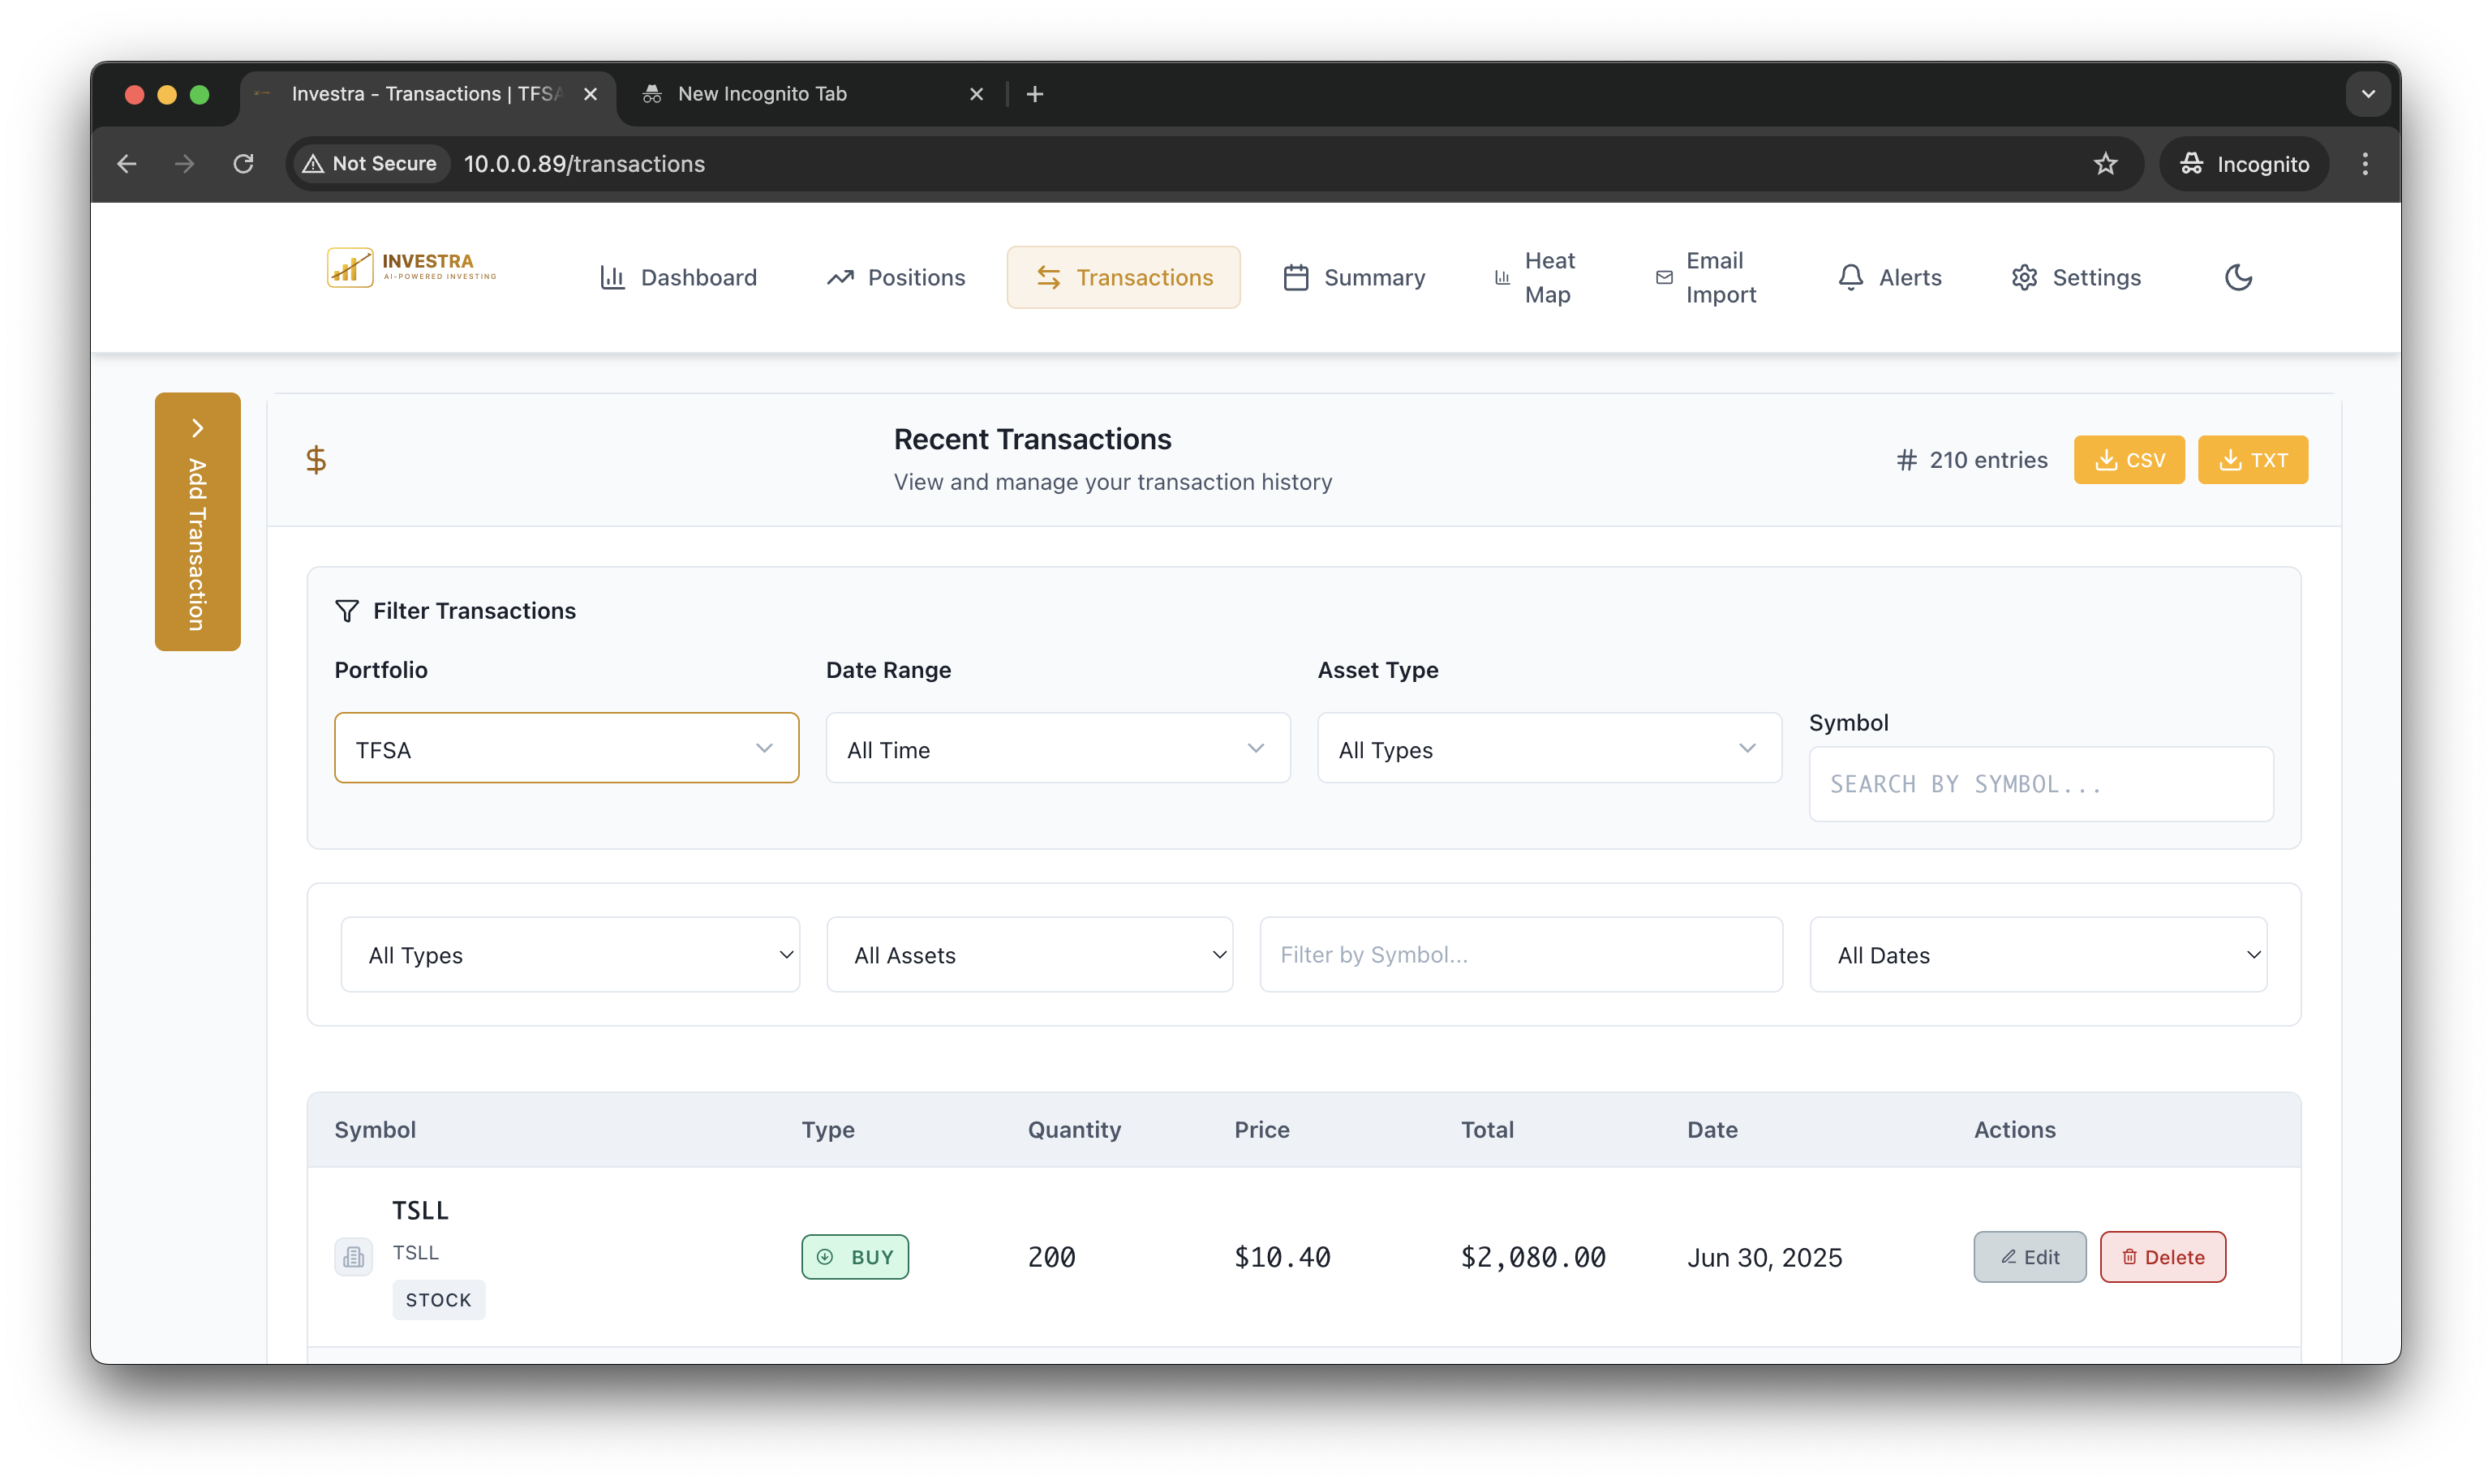 Investra - Transactions | TFSA
New Incognito Tab
Not Secure
10.0.0.89/transactions
Incognito
INVESTRA
AI-POWERED INVESTING
Dashboard
Positions
Transactions
Summary
Heat
Map
Email
Import
Alerts
Settings
Add Transaction
$
Recent Transactions
View and manage your transaction history
# 210 entries
CSV
TXT
Filter Transactions
Portfolio
Date Range
Asset Type
TFSA
All Time
All Types
Symbol
SEARCH BY SYMBOL...
All Types
All Assets
Filter by Symbol...
All Dates
Symbol Type Quantity Price Total Date Actions
TSLL
TSLL
STOCK
BUY
200
$10.40
$2,080.00
Jun 30, 2025
Edit
Delete